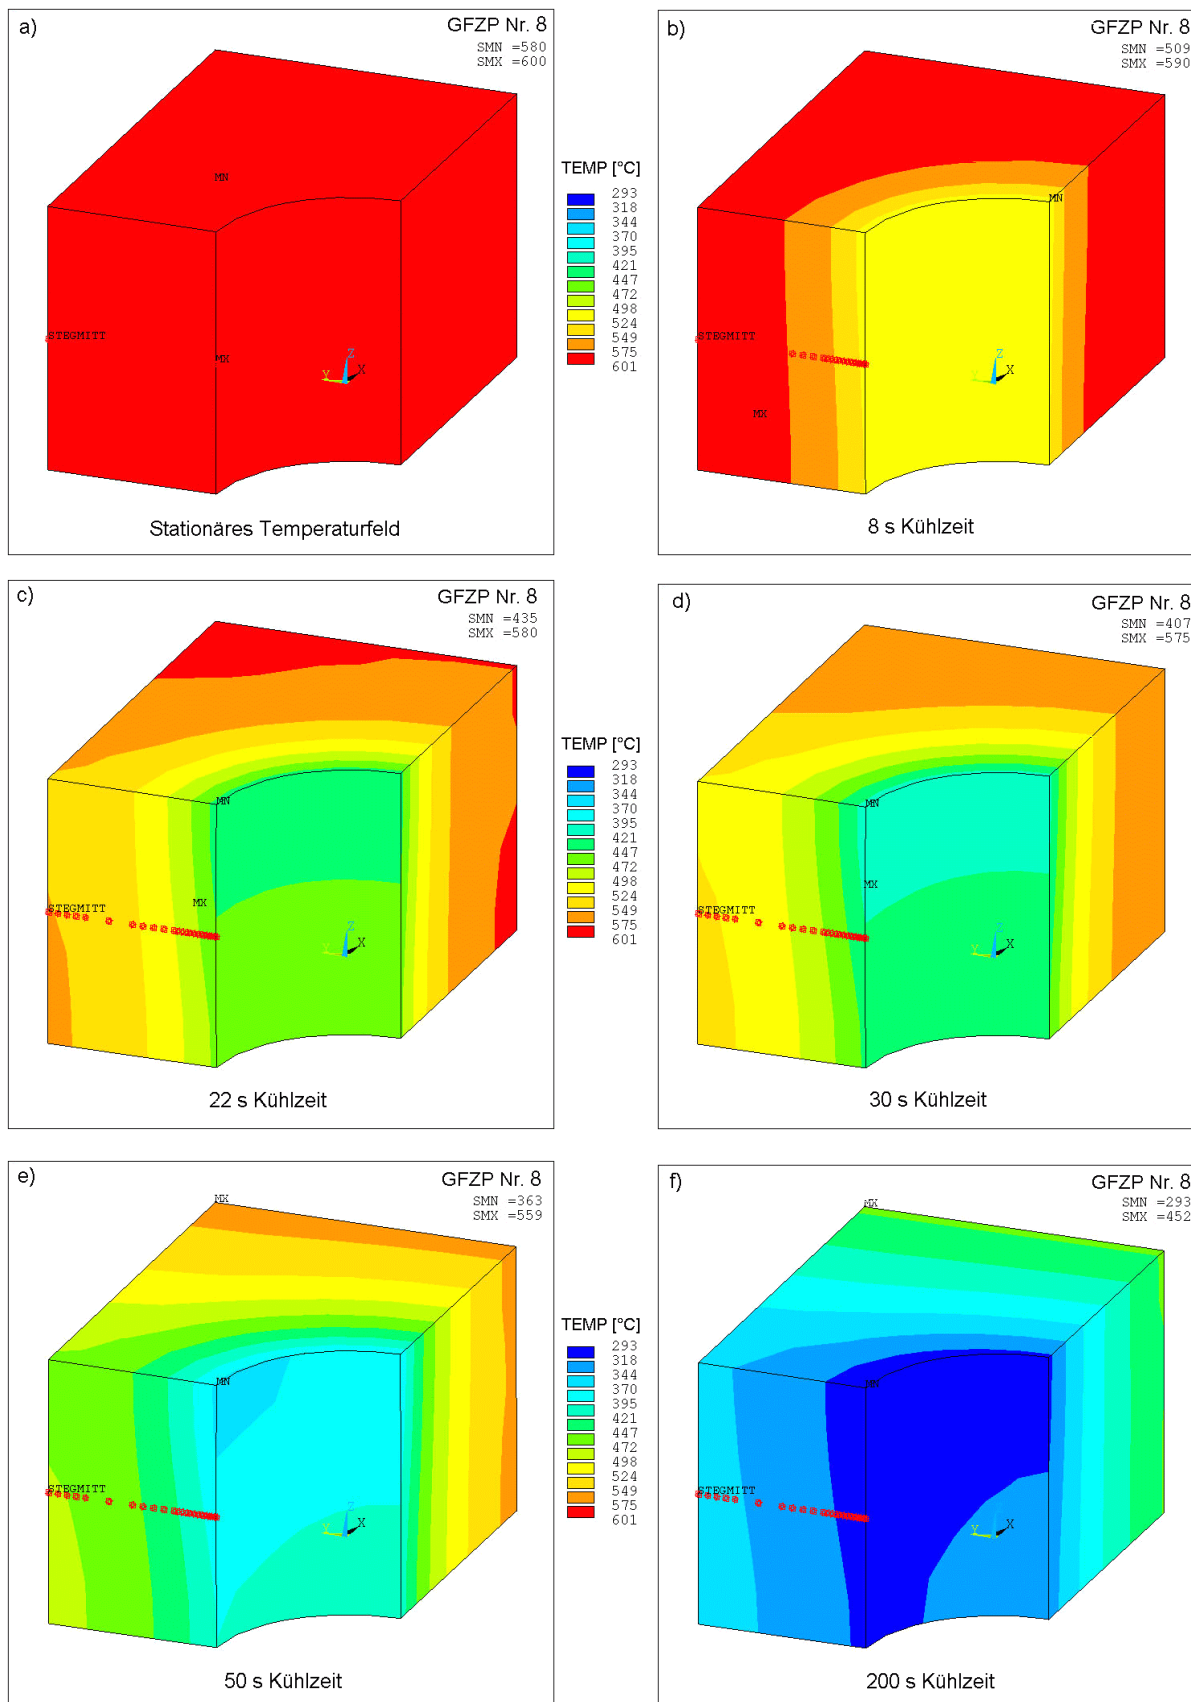 a)
GFZP Nr. 8
SMN =580
SMX =600
MN
STEGMITT
MX
Z
Y
X
Stationäres Temperaturfeld
b)
GFZP Nr. 8
SMN =509
SMX =590
MN
STEGMITT
MX
Z
Y
X
8 s Kühlzeit
TEMP [°C]
293
318
344
370
395
421
447
472
498
524
549
575
601
c)
GFZP Nr. 8
SMN =435
SMX =580
MN
MX
STEGMITT
Z
Y
X
22 s Kühlzeit
d)
GFZP Nr. 8
SMN =407
SMX =575
MN
MX
STEGMITT
Z
Y
X
30 s Kühlzeit
TEMP [°C]
293
318
344
370
395
421
447
472
498
524
549
575
601
e)
GFZP Nr. 8
SMN =363
SMX =559
MX
MN
STEGMITT
Z
Y
X
50 s Kühlzeit
f)
GFZP Nr. 8
SMN =293
SMX =452
MX
MN
STEGMITT
Z
Y
X
200 s Kühlzeit
TEMP [°C]
293
318
344
370
395
421
447
472
498
524
549
575
601